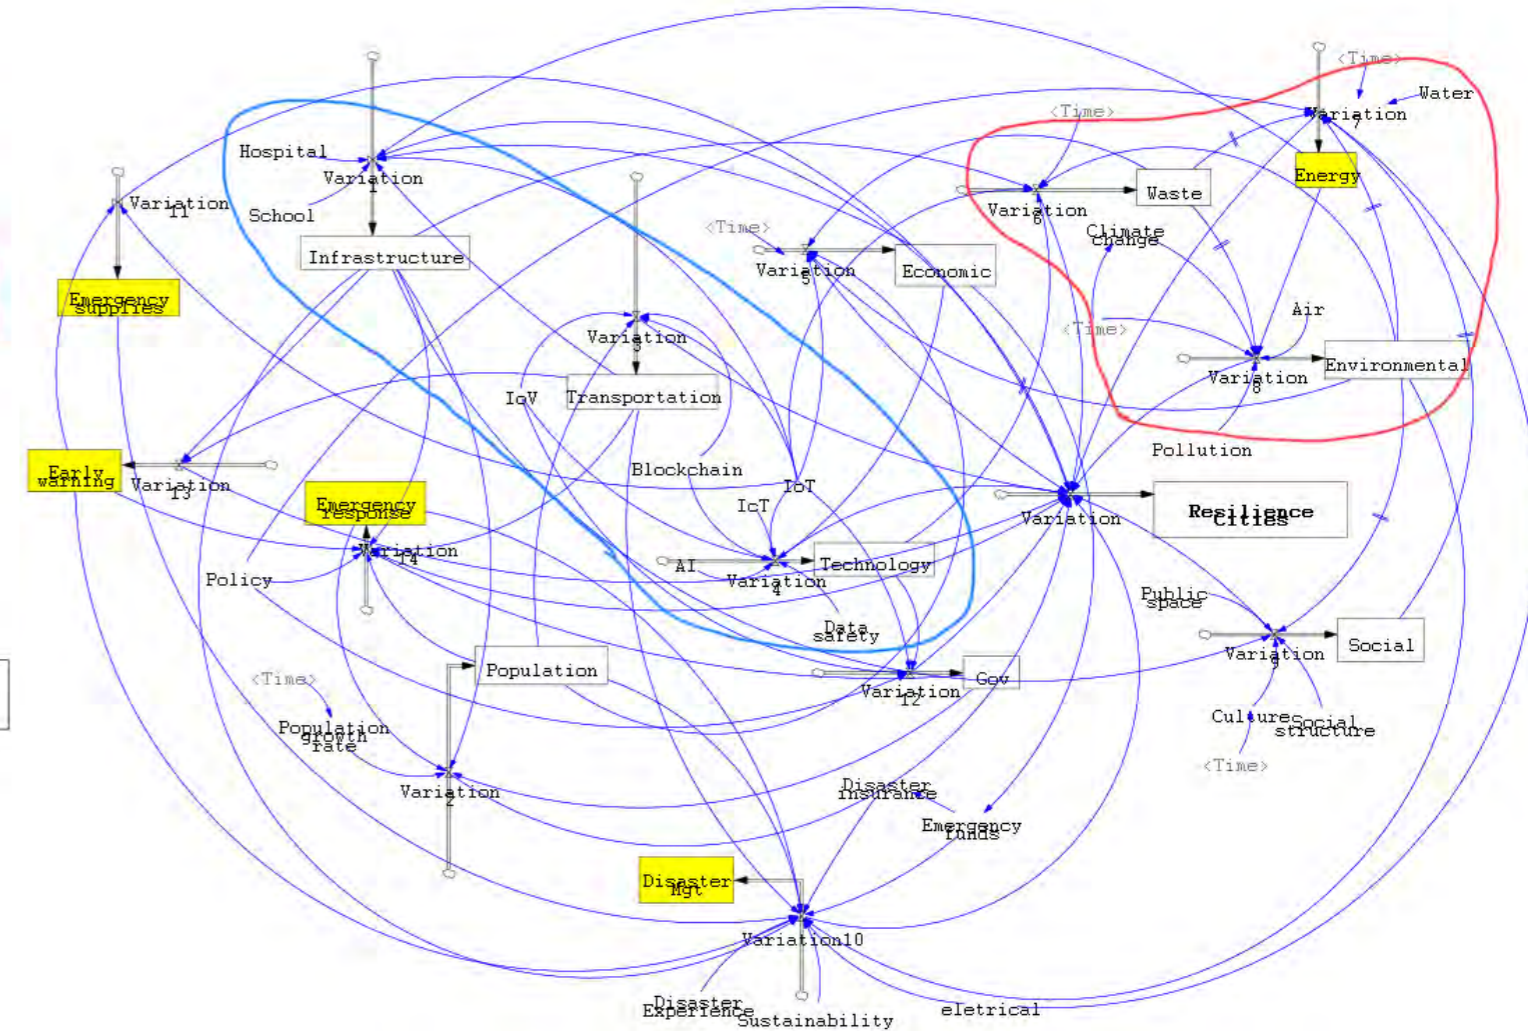 <Time>
Water
Variation
7
<Time>
Hospital
Variation
1
Energy
Waste
Variation
11
School
Variation
6
<Time>
Climate
change
Infrastructure
Variation
5
Economic
Emergency
supplies
Air
<Time>
Variation
3
Environmental
Variation
8
IoV
Transportation
Pollution
Early
warning
Variation
13
Blockchain
IoT
Emergency
response
IoT
Variation
Resilience
Cities
Variation
14
AI
Technology
Policy
Variation
4
Public
space
Data
safety
Social
Variation
9
Population
Gov
Variation
12
<Time>
Population
growth
rate
Culture
Social
structure
<Time>
Variation
2
Disaster
insurance
Emergency
funds
Disaster
Mgt
Variation10
Disaster
Experience
Sustainability
eletrical